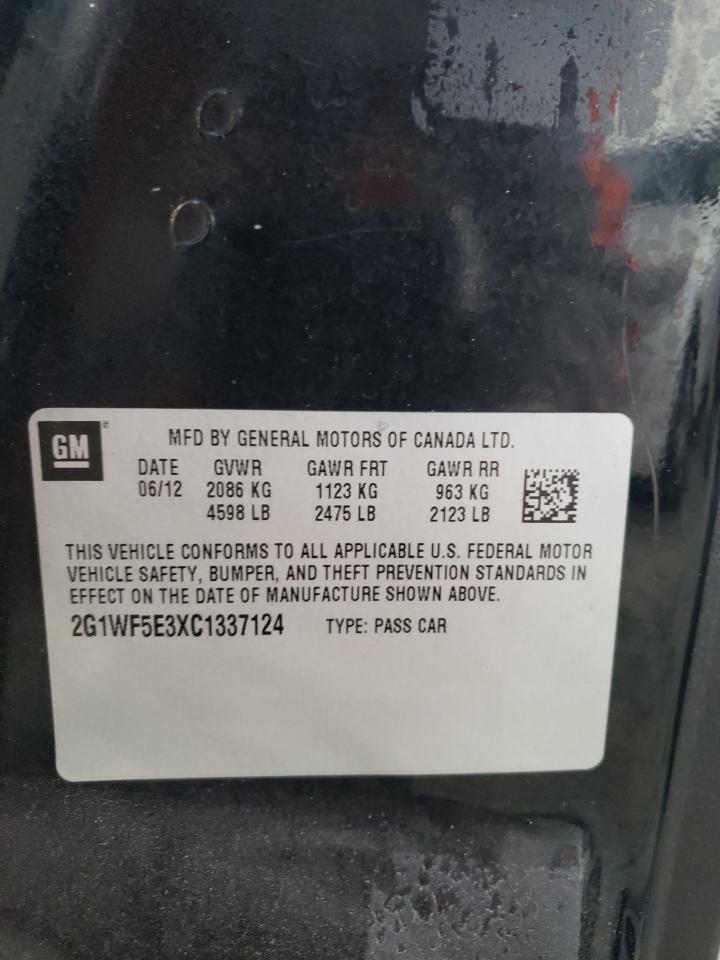 GM
MFD BY GENERAL MOTORS OF CANADA LTD.
DATE GVWR GAWR FRT GAWR RR
06/12 2086 KG 1123 KG 963 KG
4598 LB 2475 LB 2123 LB
THIS VEHICLE CONFORMS TO ALL APPLICABLE U.S. FEDERAL MOTOR
VEHICLE SAFETY, BUMPER, AND THEFT PREVENTION STANDARDS IN
EFFECT ON THE DATE OF MANUFACTURE SHOWN ABOVE.
2G1WF5E3XC1337124 TYPE: PASS CAR